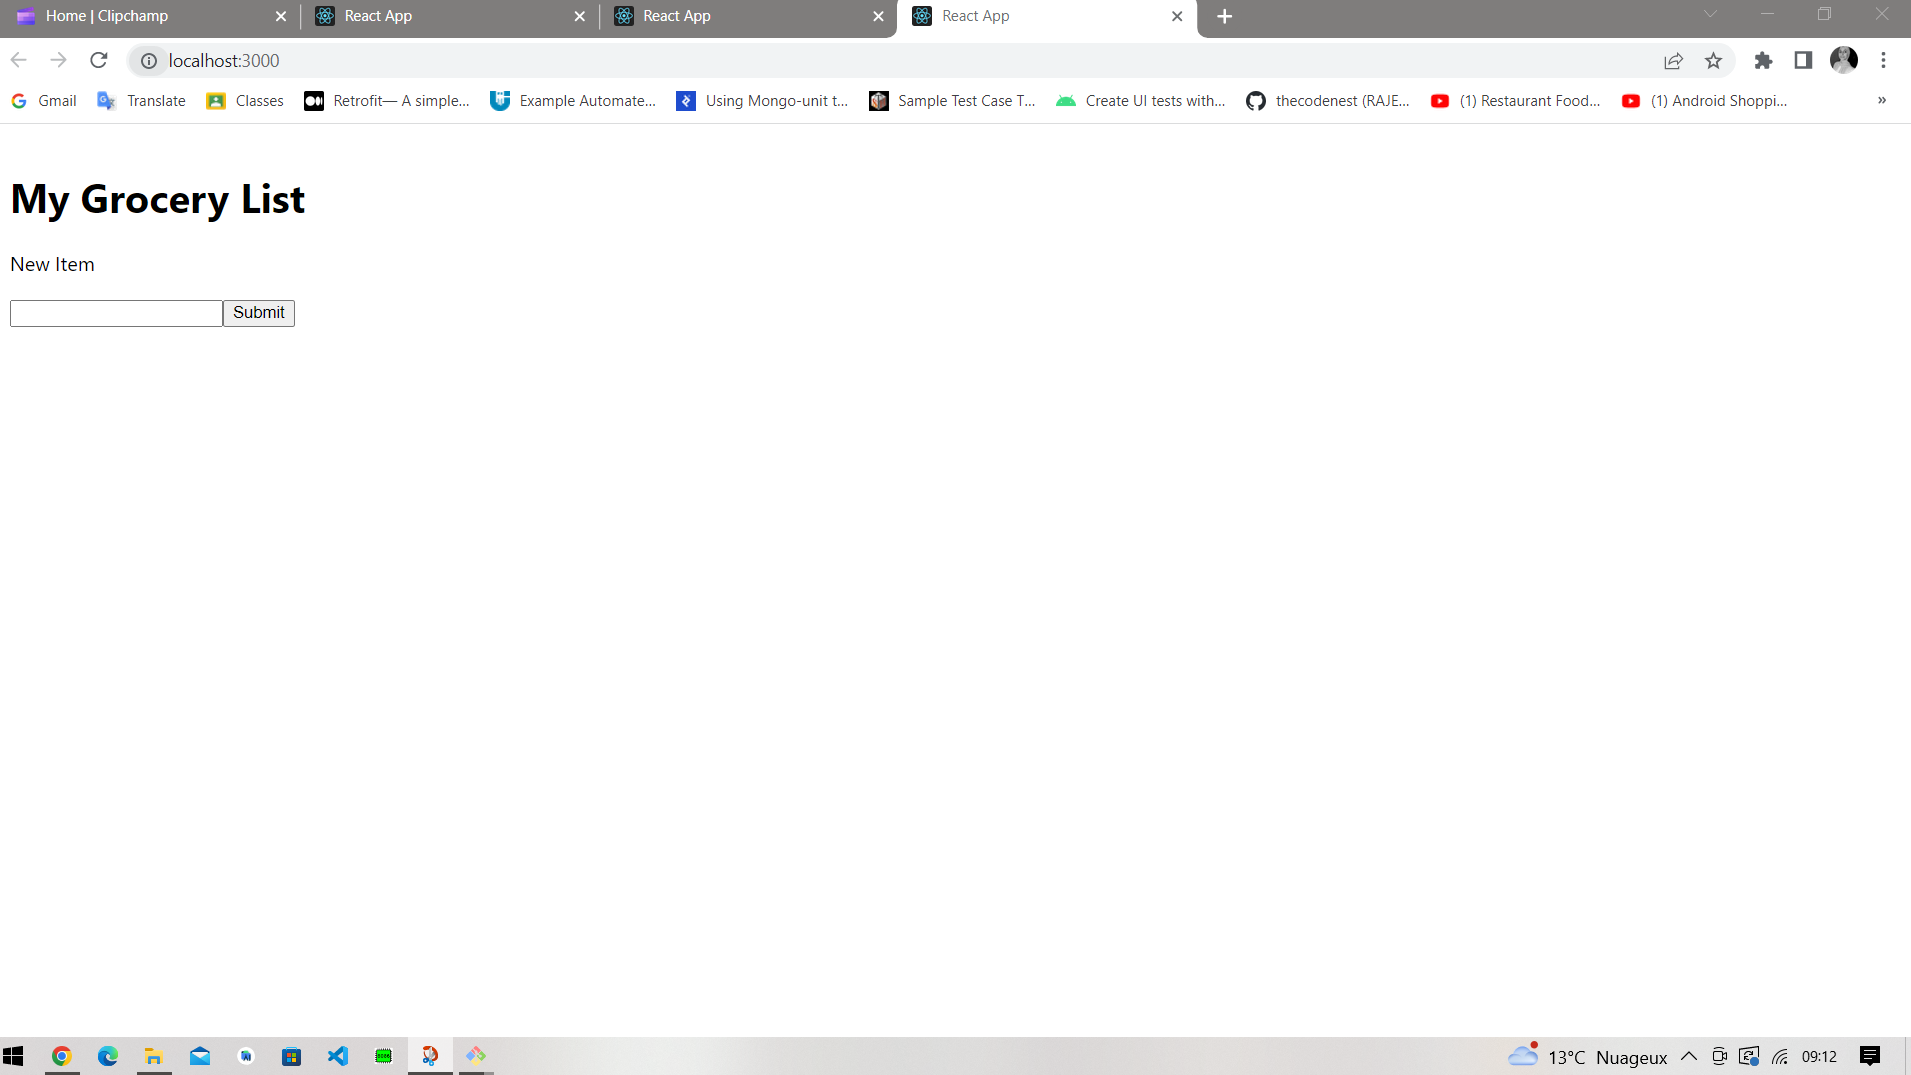 Home | Clipchamp
React App
React App
React App
localhost:3000
Gmail
Translate
Classes
Retrofit— A simple...
Example Automate...
Using Mongo-unit t...
Sample Test Case T...
Create UI tests with...
thecodenest (RAJE...
(1) Restaurant Food...
(1) Android Shoppi...
»
My Grocery List
New Item
Submit
13°C Nuageux
09:12